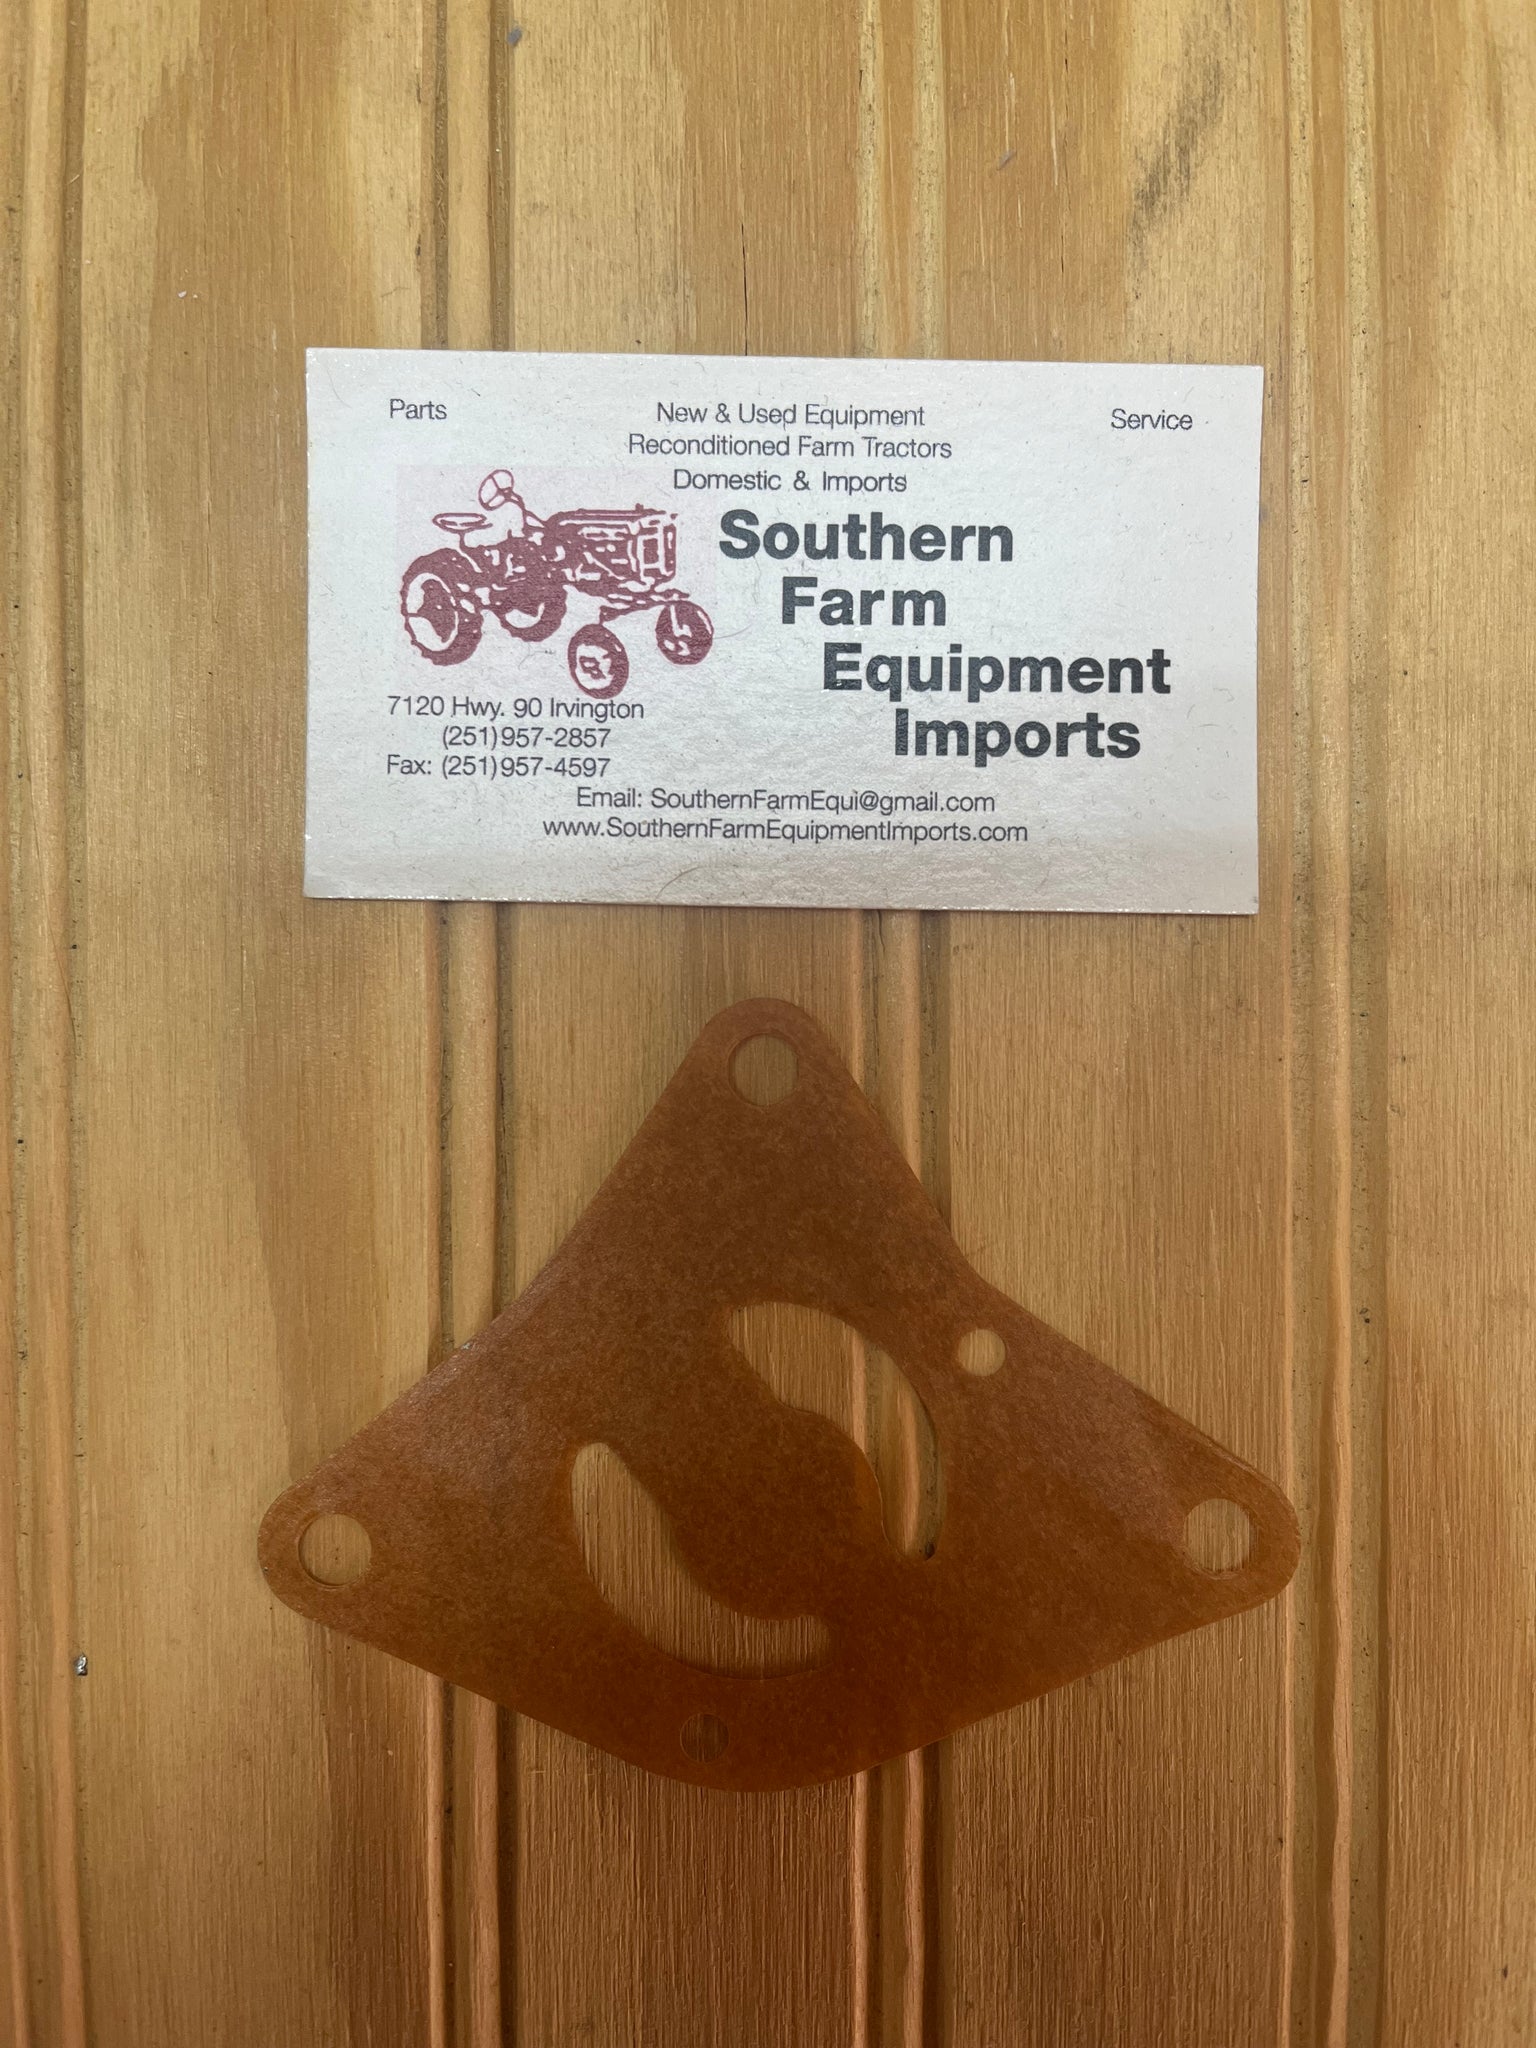 Parts
New & Used Equipment
Service
Reconditioned Farm Tractors
Domestic & Imports
Southern
Farm
Equipment
Imports
7120 Hwy. 90 Irvington
(251)957-2857
Fax: (251)957-4597
Email: SouthernFarmEqui@gmail.com
www.SouthernFarmEquipmentImports.com